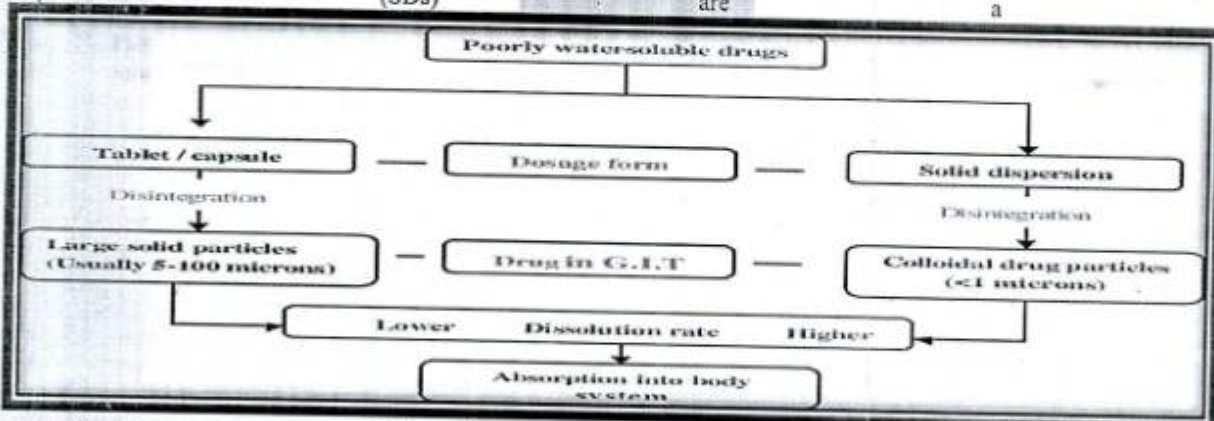 (SDs) are a
Poorly watersoluble drugs
Tablet / capsule
Dosage form
Solid dispersion
Disintegration
Disintegration
Large solid particles
(Usually 5-100 microns)
Drug in G.I.T
Colloidal drug particles
(<1 microns)
Lower Dissolution rate Higher
Absorption into body
system